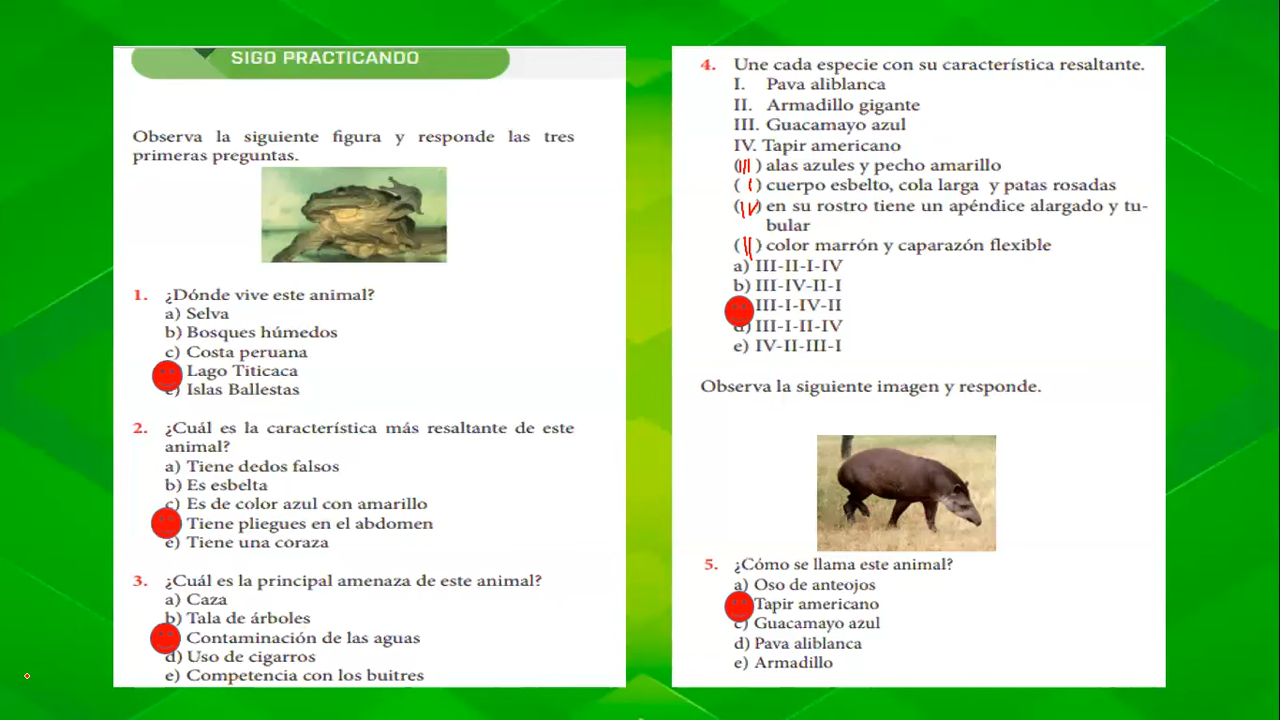 SIGO PRACTICANDO
Observa la siguiente figura y responde las tres
primeras preguntas.
1. ¿Dónde vive este animal?
a) Selva
b) Bosques húmedos
c) Costa peruana
Lago Titicaca
e) Islas Ballestas
2. ¿Cuál es la característica más resaltante de este
animal?
a) Tiene dedos falsos
b) Es esbelta
c) Es de color azul con amarillo
Tiene pliegues en el abdomen
e) Tiene una coraza
3. ¿Cuál es la principal amenaza de este animal?
a) Caza
b) Tala de árboles
Contaminación de las aguas
d) Uso de cigarros
e) Competencia con los buitres
4. Une cada especie con su característica resaltante.
I. Pava aliblanca
II. Armadillo gigante
III. Guacamayo azul
IV. Tapir americano
(III) alas azules y pecho amarillo
( I ) cuerpo esbelto, cola larga y patas rosadas
(IV) en su rostro tiene un apéndice alargado y tu-
bular
(II) color marrón y caparazón flexible
a) III-II-I-IV
b) III-IV-II-I
III-I-IV-II
d) III-I-II-IV
e) IV-II-III-I
Observa la siguiente imagen y responde.
5. ¿Cómo se llama este animal?
a) Oso de anteojos
Tapir americano
c) Guacamayo azul
d) Pava aliblanca
e) Armadillo